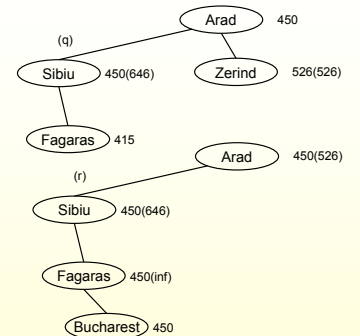 Arad 450
(q)
Sibiu 450(646) Zerind 526(526)
Fagaras 415
Arad 450(526)
(r)
Sibiu 450(646)
Fagaras 450(inf)
Bucharest 450